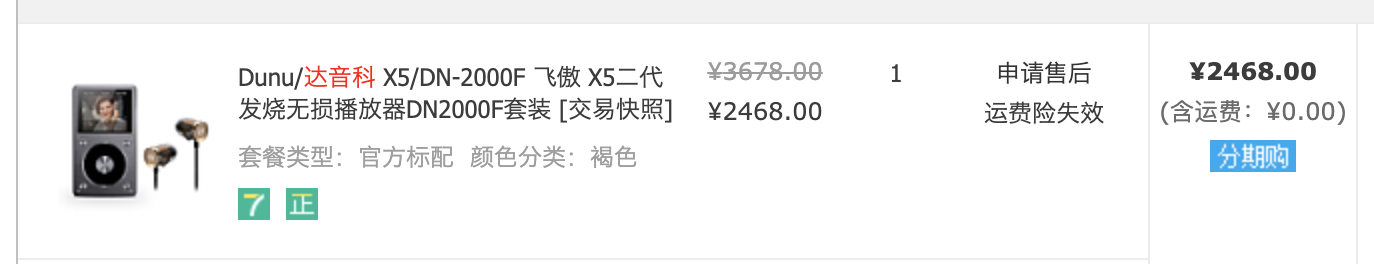 Dunu/达音科 X5/DN-2000F 飞傲 X5二代
发烧无损播放器DN2000F套装 [交易快照]
套餐类型：官方标配 颜色分类：褐色
7 正
¥3678.00
¥2468.00
1
申请售后
运费险失效
¥2468.00
(含运费：¥0.00)
分期购